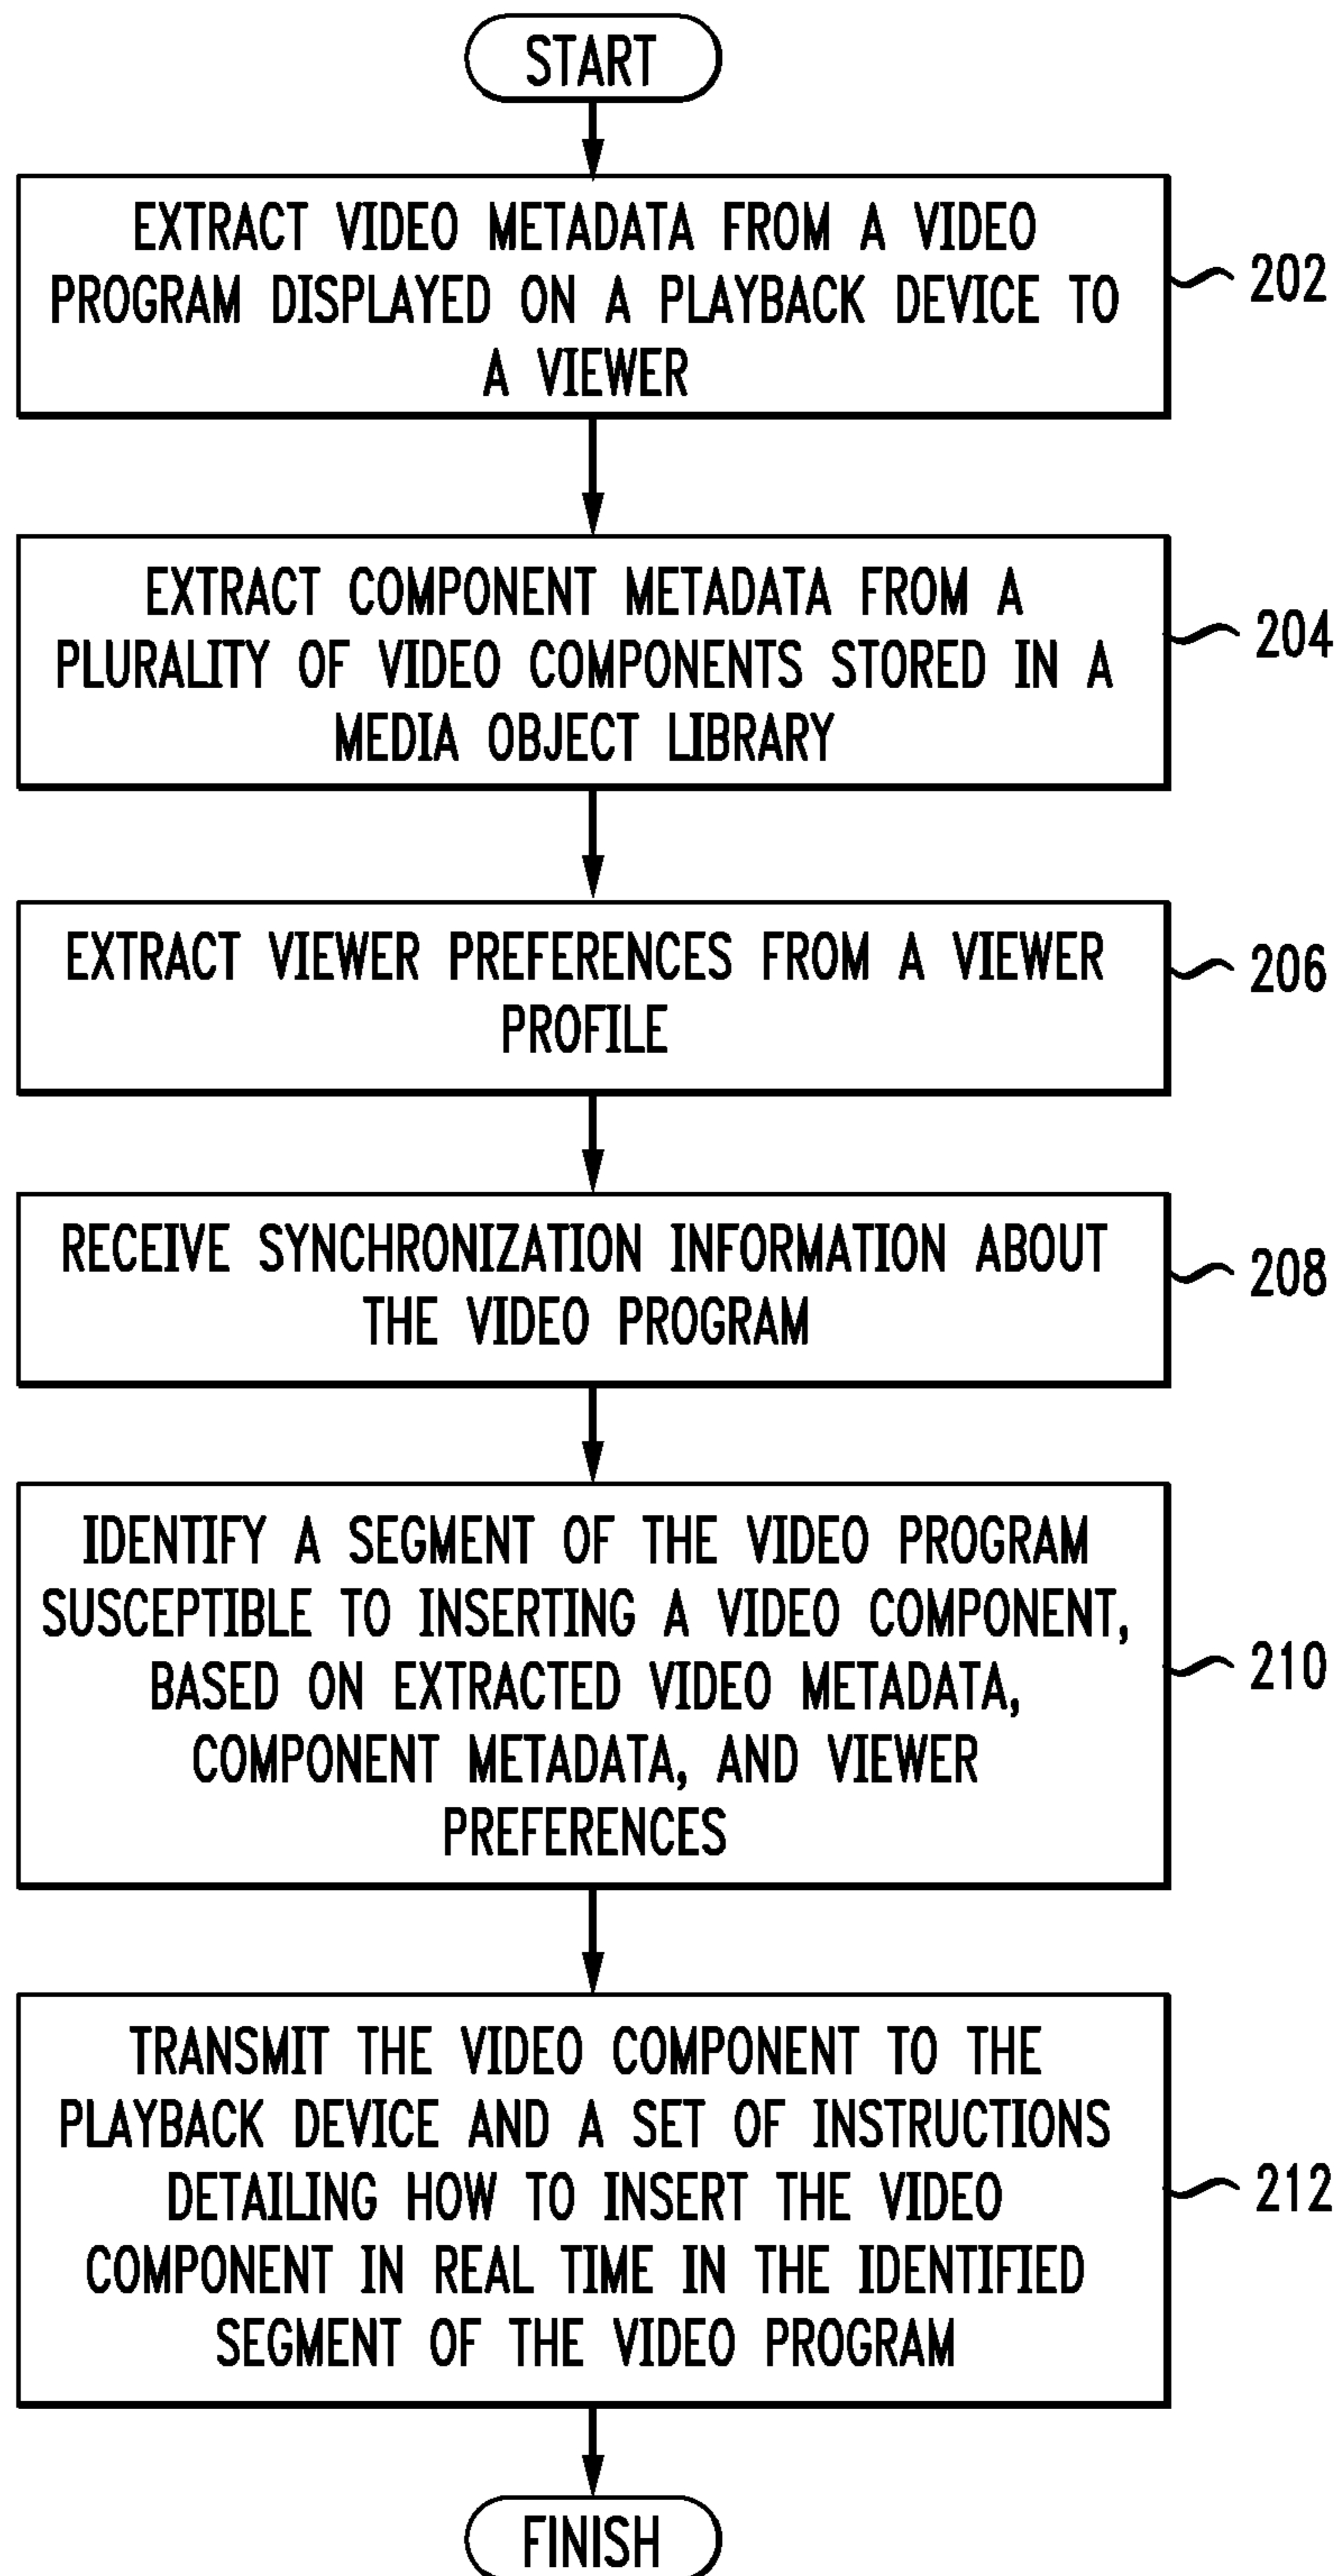 START
EXTRACT VIDEO METADATA FROM A VIDEO
PROGRAM DISPLAYED ON A PLAYBACK DEVICE TO
A VIEWER
202
EXTRACT COMPONENT METADATA FROM A
PLURALITY OF VIDEO COMPONENTS STORED IN A
MEDIA OBJECT LIBRARY
204
EXTRACT VIEWER PREFERENCES FROM A VIEWER
PROFILE
206
RECEIVE SYNCHRONIZATION INFORMATION ABOUT
THE VIDEO PROGRAM
208
IDENTIFY A SEGMENT OF THE VIDEO PROGRAM
SUSCEPTIBLE TO INSERTING A VIDEO COMPONENT,
BASED ON EXTRACTED VIDEO METADATA,
COMPONENT METADATA, AND VIEWER
PREFERENCES
210
TRANSMIT THE VIDEO COMPONENT TO THE
PLAYBACK DEVICE AND A SET OF INSTRUCTIONS
DETAILING HOW TO INSERT THE VIDEO
COMPONENT IN REAL TIME IN THE IDENTIFIED
SEGMENT OF THE VIDEO PROGRAM
212
FINISH